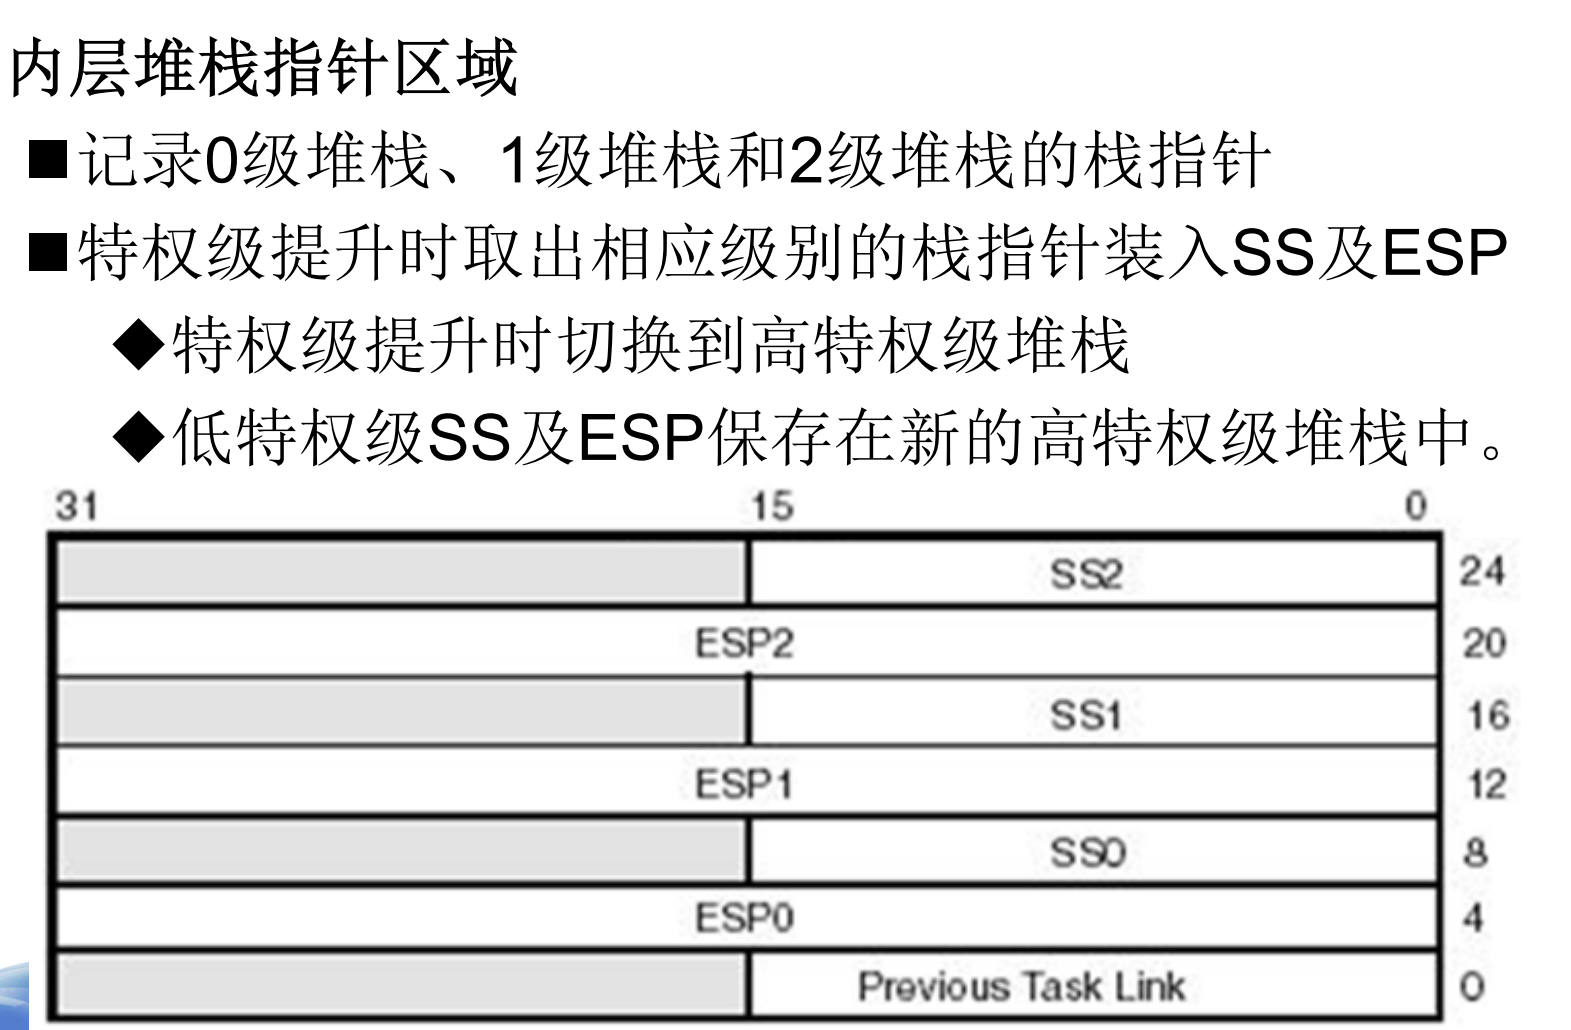 内层堆栈指针区域
■记录0级堆栈、1级堆栈和2级堆栈的栈指针
■特权级提升时取出相应级别的栈指针装入SS及ESP
◆特权级提升时切换到高特权级堆栈
◆低特权级SS及ESP保存在新的高特权级堆栈中。
31 15 0
SS2 24
ESP2 20
SS1 16
ESP1 12
SS0 8
ESP0 4
Previous Task Link 0